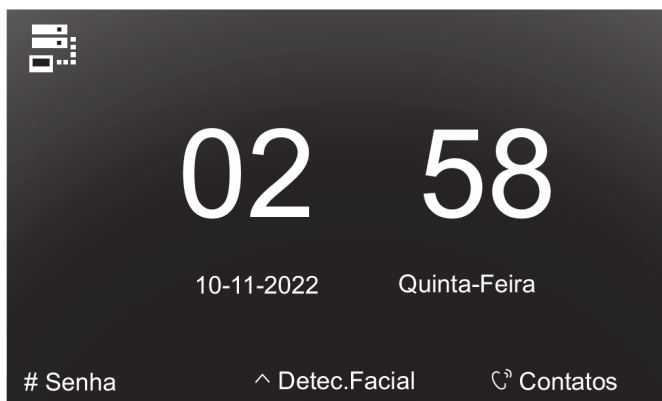 02 58
10-11-2022 Quinta-Feira
# Senha ^ Detec.Facial Contatos